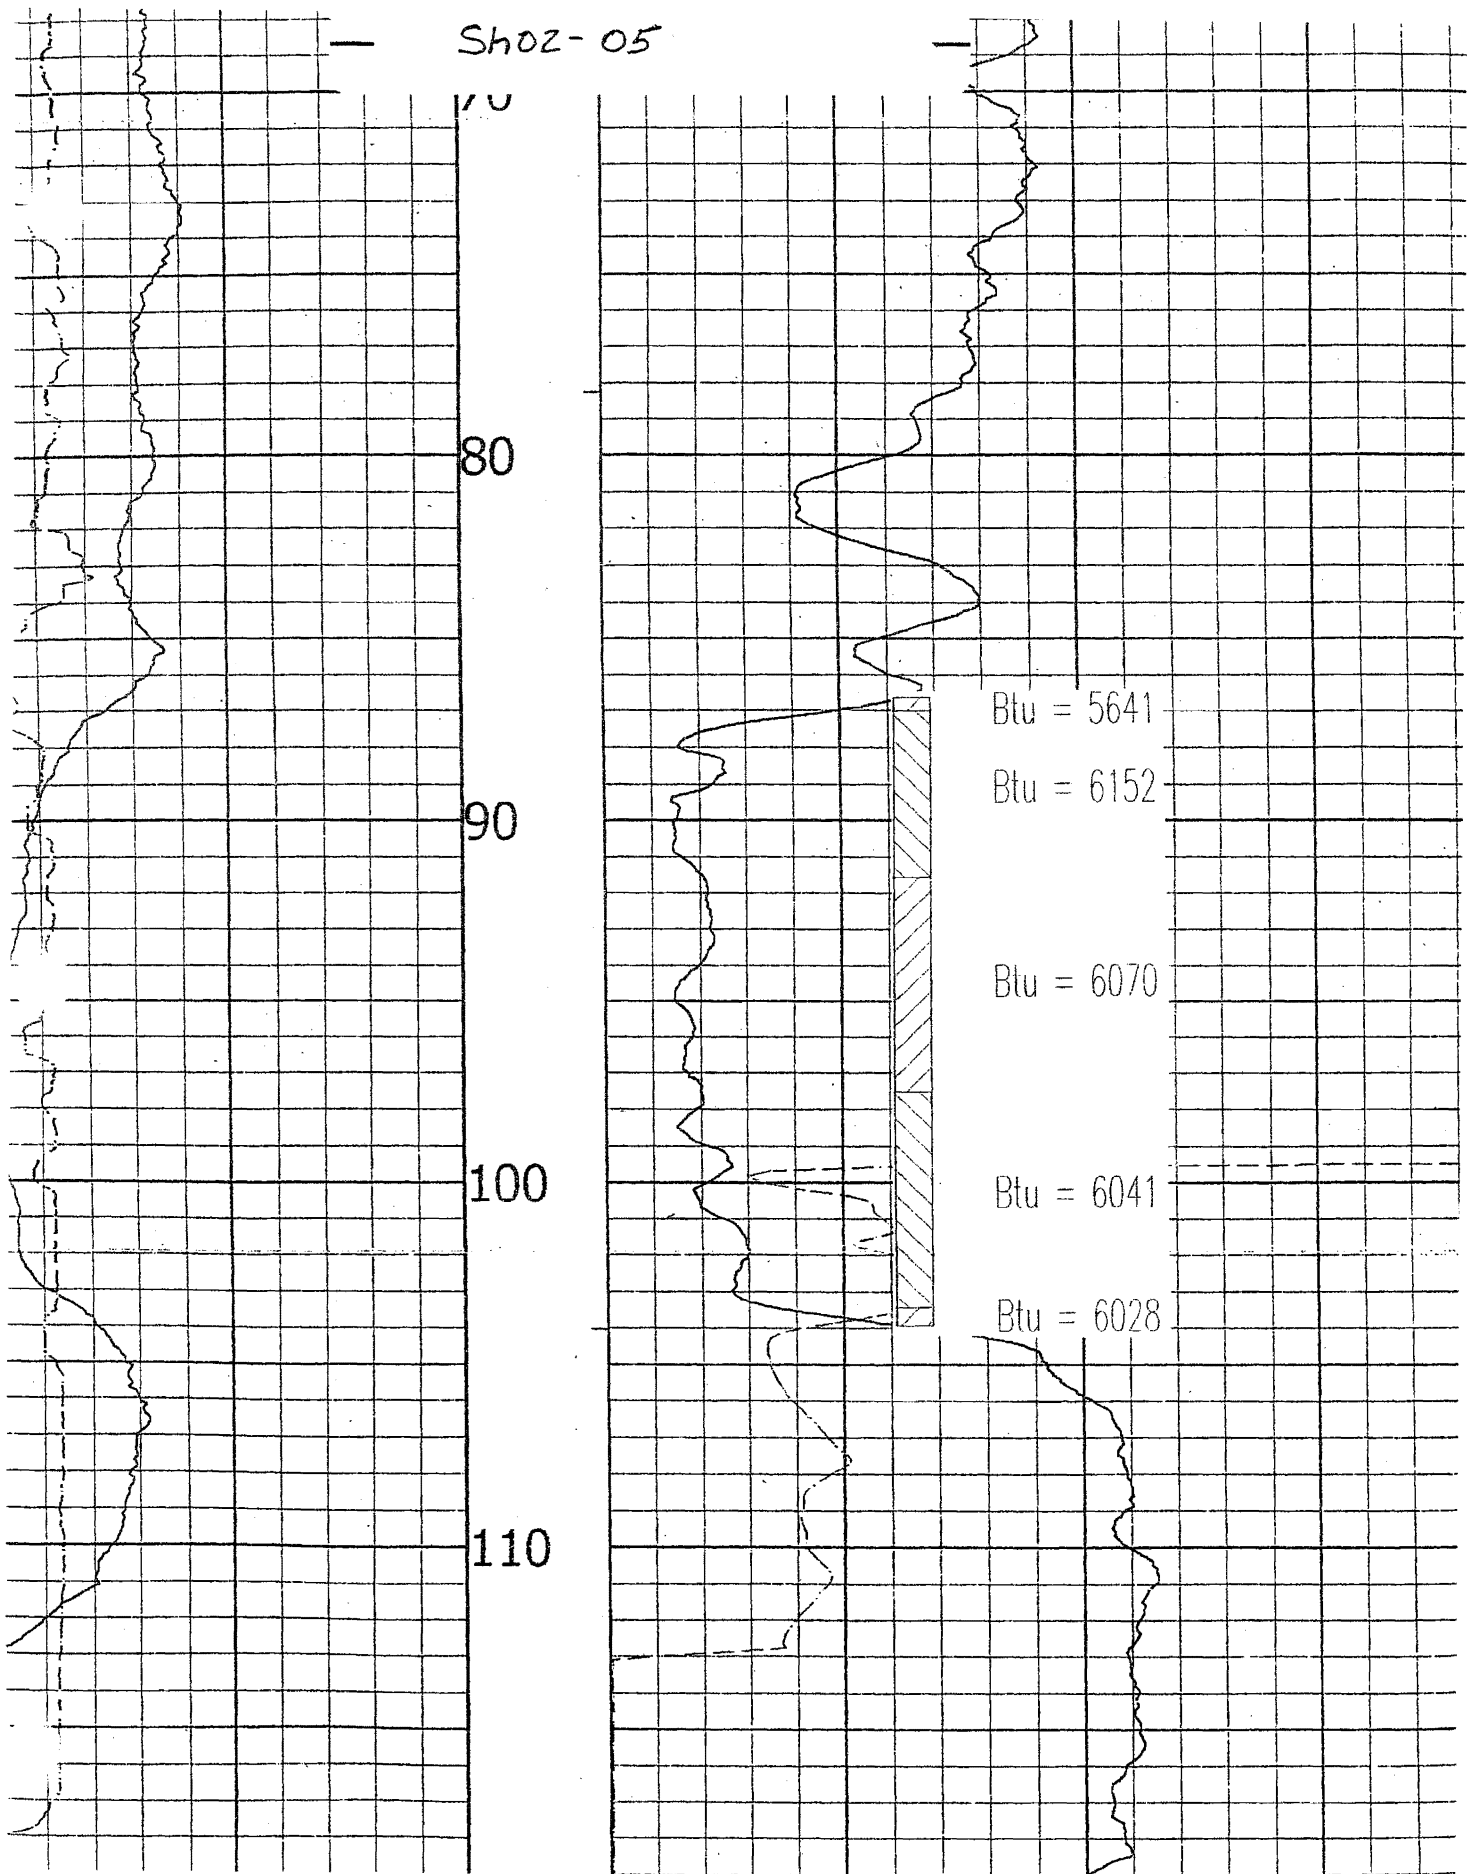 Sh02-05
70
80
Btu = 5641
Btu = 6152
90
Btu = 6070
100
Btu = 6041
Btu = 6028
110